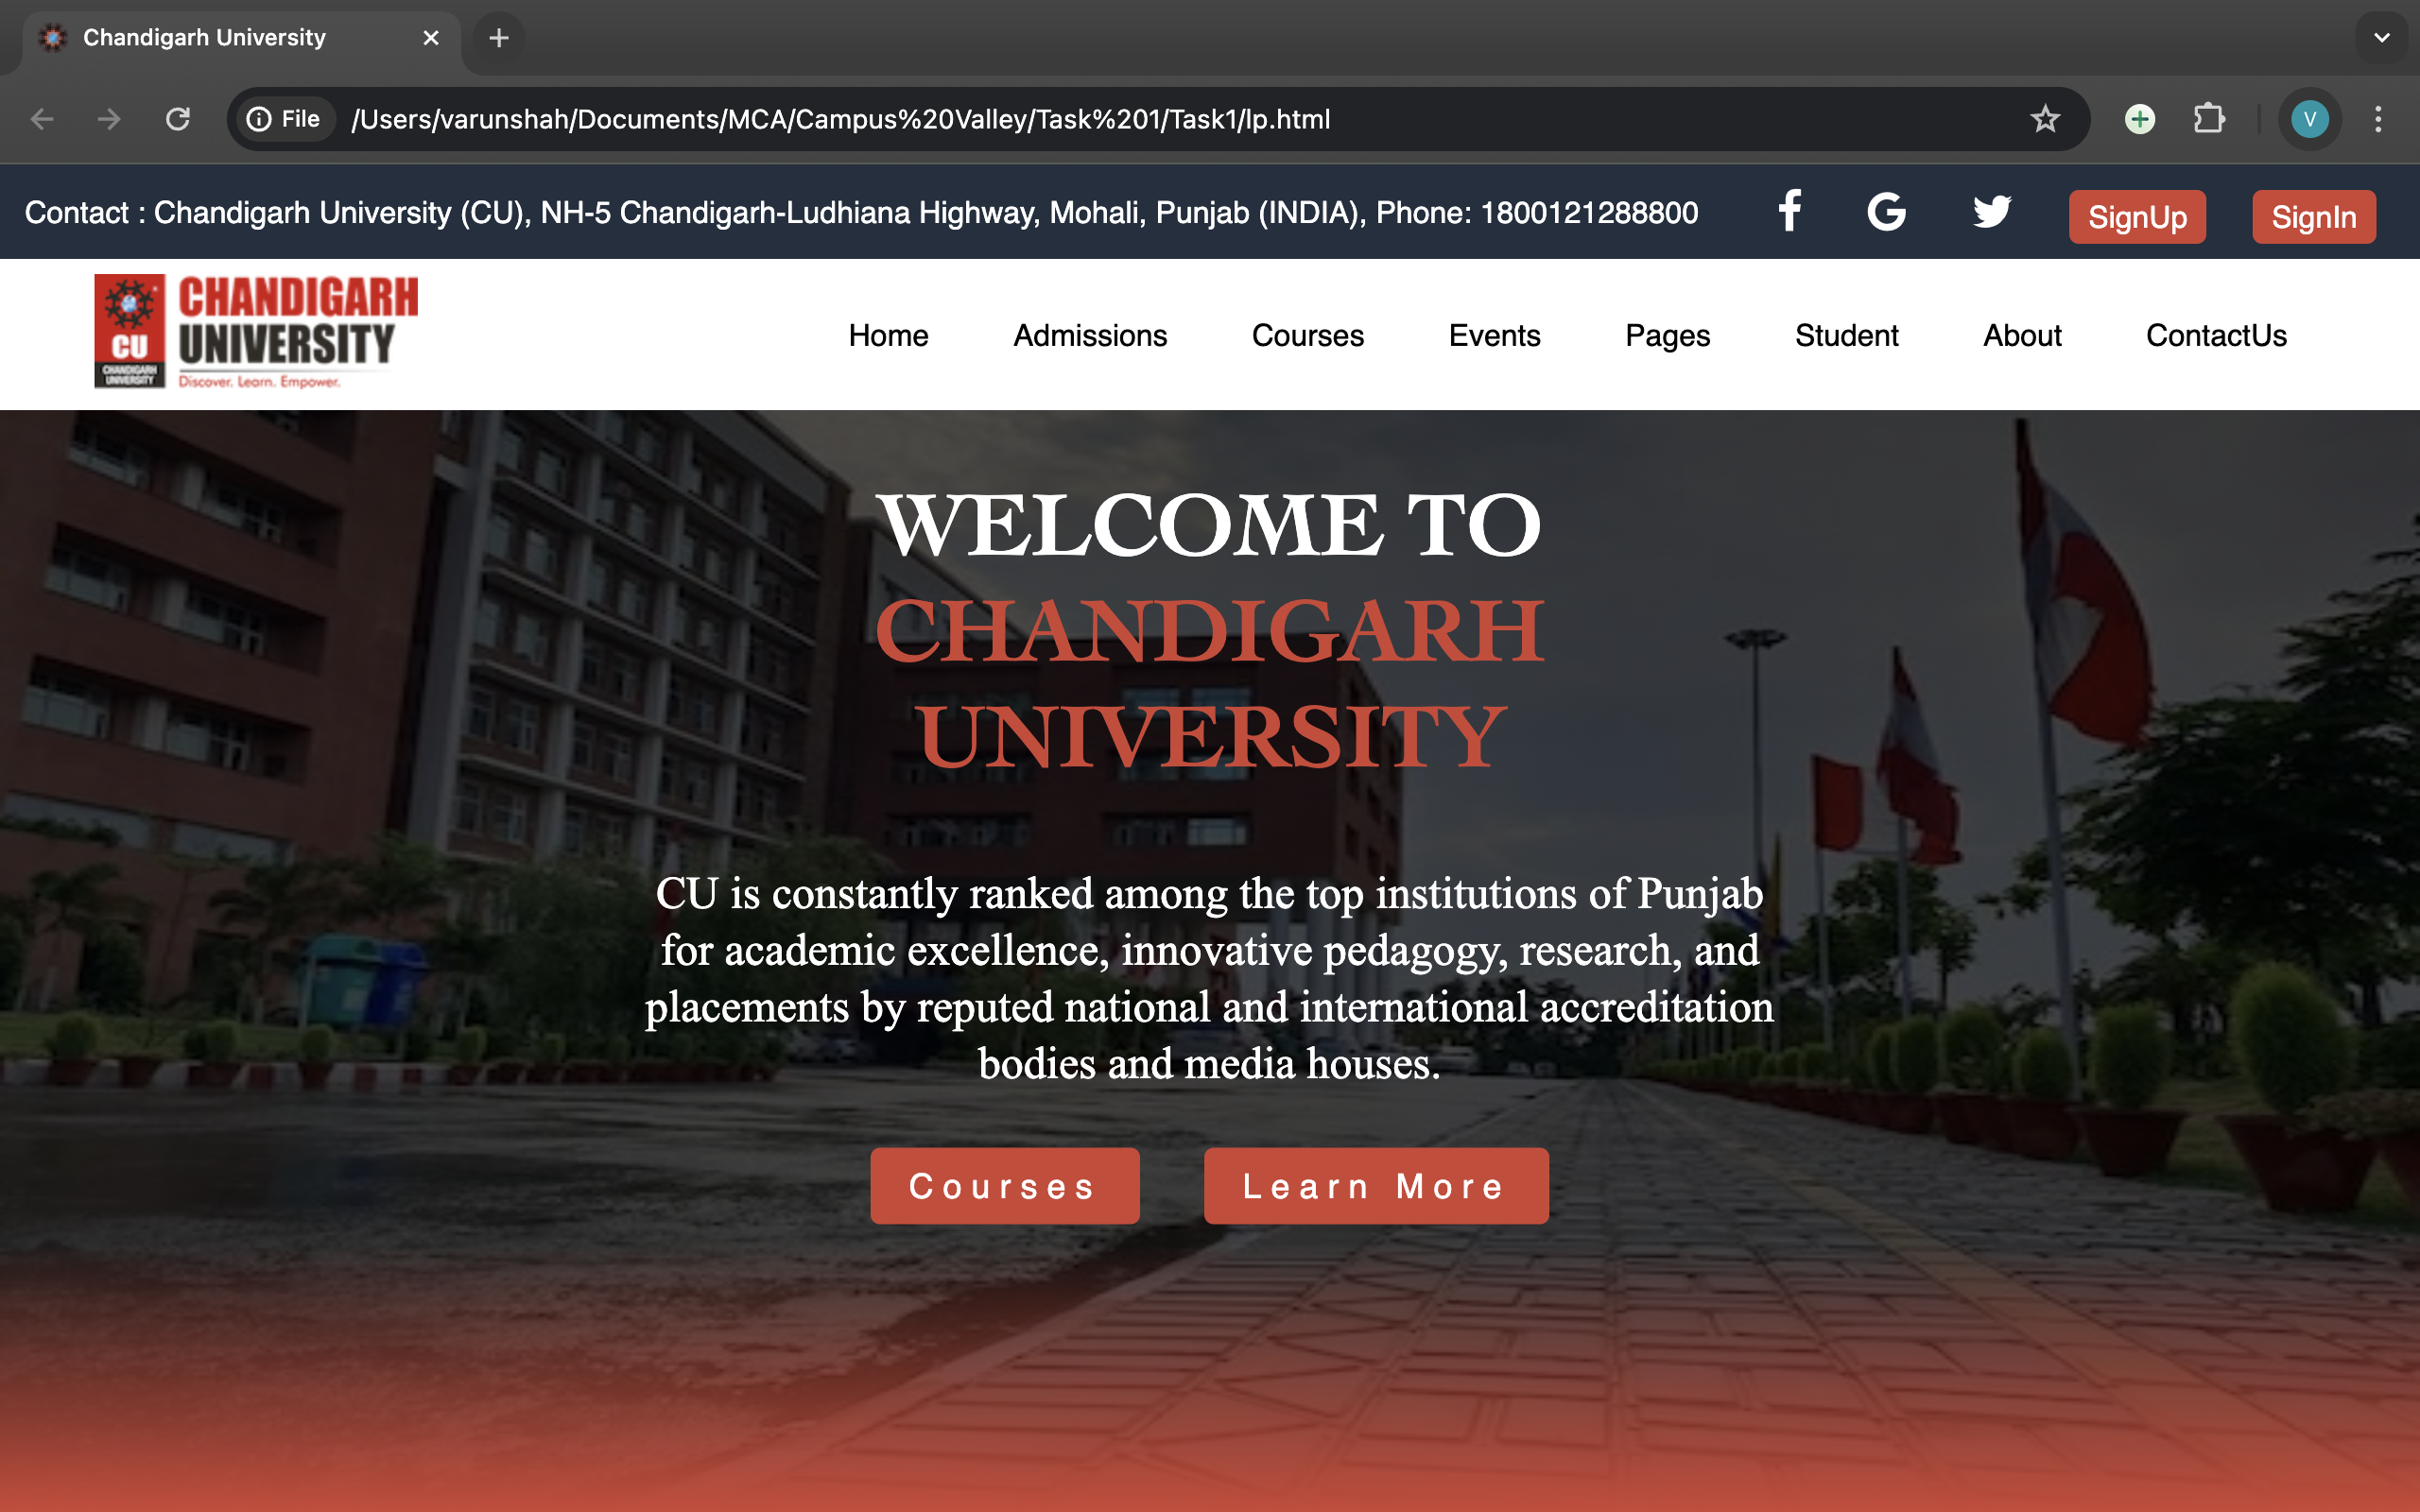 Chandigarh University
File /Users/varunshah/Documents/MCA/Campus%20Valley/Task%201/Task1/lp.html
V
Contact : Chandigarh University (CU), NH-5 Chandigarh-Ludhiana Highway, Mohali, Punjab (INDIA), Phone: 1800121288800
SignUp
SignIn
CHANDIGARH
UNIVERSITY
Discover. Learn. Empower.
CU
CHANDIGARH
UNIVERSITY
Home Admissions Courses Events Pages Student About ContactUs
WELCOME TO
CHANDIGARH
UNIVERSITY
CU is constantly ranked among the top institutions of Punjab
for academic excellence, innovative pedagogy, research, and
placements by reputed national and international accreditation
bodies and media houses.
Courses
Learn More